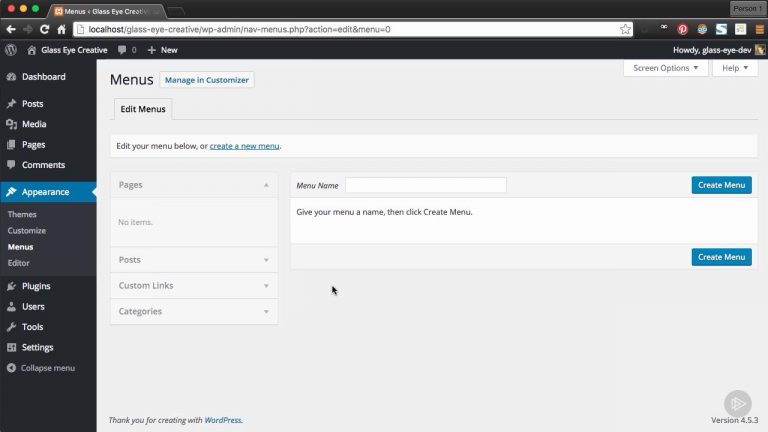 Menus ‹ Glass Eye Creative
Person 1
localhost/glass-eye-creative/wp-admin/nav-menus.php?action=edit&menu=0
Glass Eye Creative
0
New
Howdy, glass-eye-dev
Dashboard
Posts
Media
Pages
Comments
Appearance
Themes
Customize
Menus
Editor
Plugins
Users
Tools
Settings
Collapse menu
Screen Options
Help
Menus
Manage in Customizer
Edit Menus
Edit your menu below, or create a new menu.
Pages
No items.
Posts
Custom Links
Categories
Menu Name
Create Menu
Give your menu a name, then click Create Menu.
Create Menu
Thank you for creating with WordPress.
Version 4.5.3